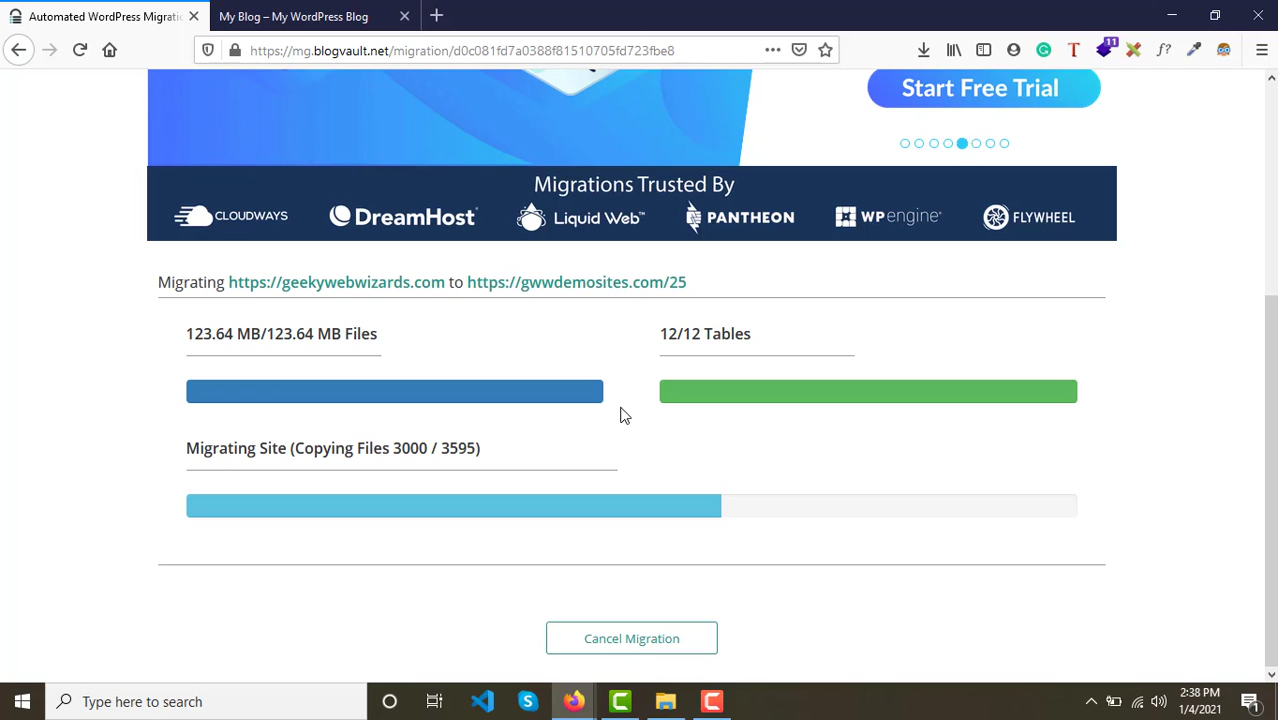 Automated WordPress Migratio
My Blog – My WordPress Blog
https://mg.blogvault.net/migration/d0c081fd7a0388f81510705fd723fbe8
11
Start Free Trial
Migrations Trusted By
CLOUDWAYS
DreamHost
Liquid Web
PANTHEON
WP engine
FLYWHEEL
Migrating https://geekywebwizards.com to https://gwwdemosites.com/25
123.64 MB/123.64 MB Files
12/12 Tables
Migrating Site (Copying Files 3000 / 3595)
Cancel Migration
Type here to search
2:38 PM
1/4/2021
1